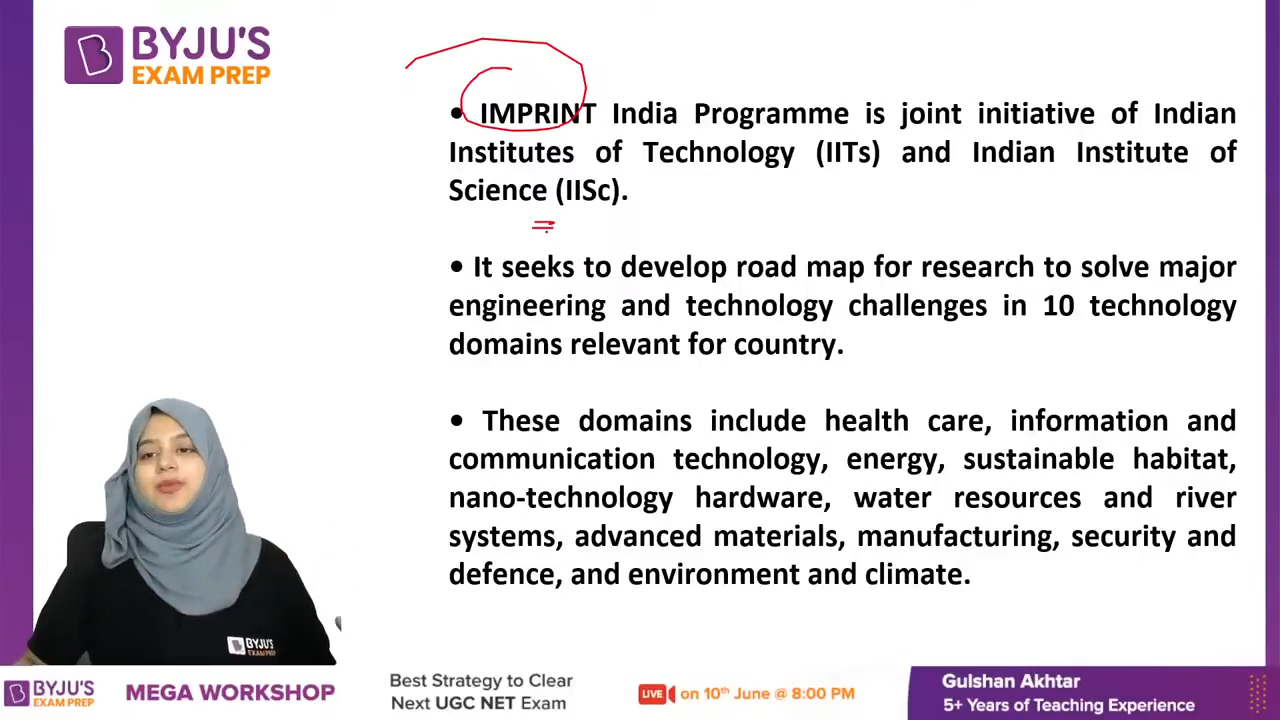 BYJU'S
EXAM PREP
• IMPRINT India Programme is joint initiative of Indian
Institutes of Technology (IITs) and Indian Institute of
Science (IISc).
• It seeks to develop road map for research to solve major
engineering and technology challenges in 10 technology
domains relevant for country.
• These domains include health care, information and
communication technology, energy, sustainable habitat,
nano-technology hardware, water resources and river
systems, advanced materials, manufacturing, security and
defence, and environment and climate.
BYJU'S
EXAM PREP
BYJU'S
EXAM PREP
MEGA WORKSHOP
Best Strategy to Clear
Next UGC NET Exam
LIVE on 10th June @ 8:00 PM
Gulshan Akhtar
5+ Years of Teaching Experience